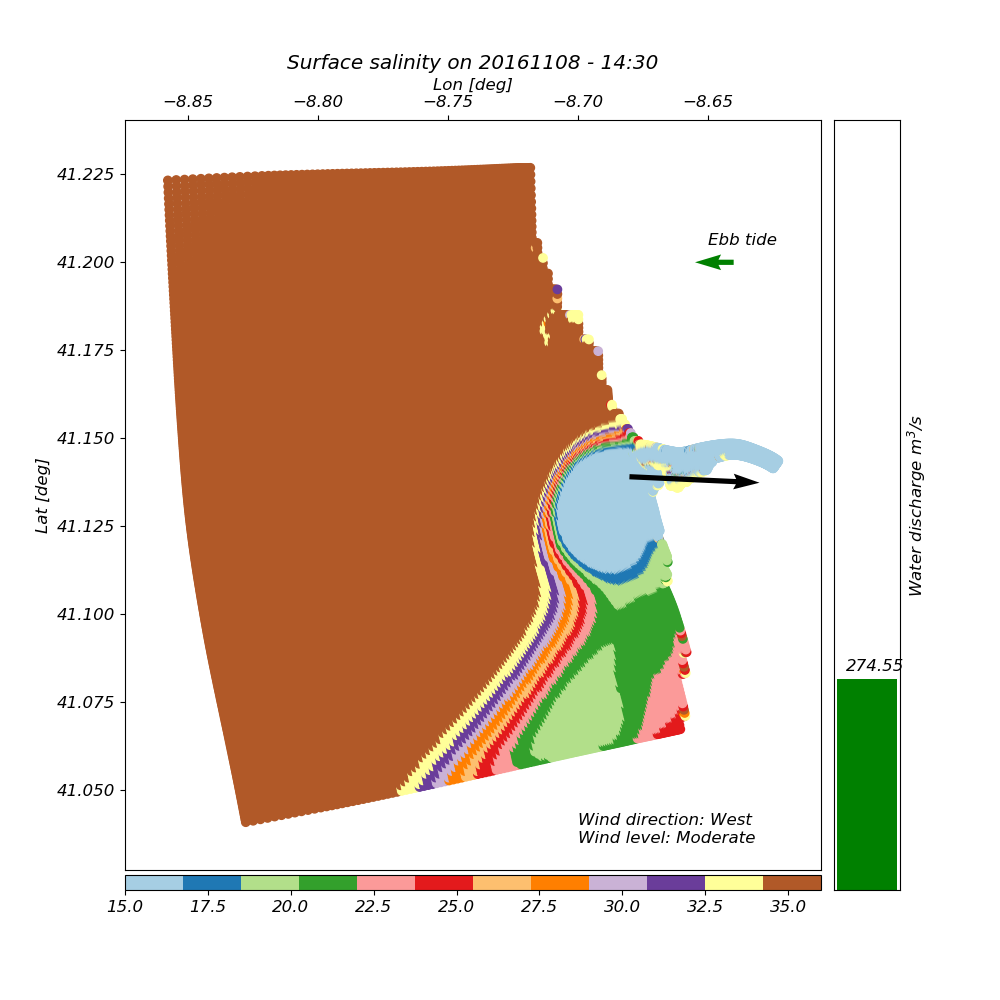 Surface salinity on 20161108 - 14:30
Lon [deg]
−8.85 −8.80 −8.75 −8.70 −8.65
41.225
41.200
41.175
41.150
41.125
41.100
41.075
41.050
Lat [deg]
Ebb tide
Wind direction: West
Wind level: Moderate
274.55
Water discharge m³/s
15.0 17.5 20.0 22.5 25.0 27.5 30.0 32.5 35.0